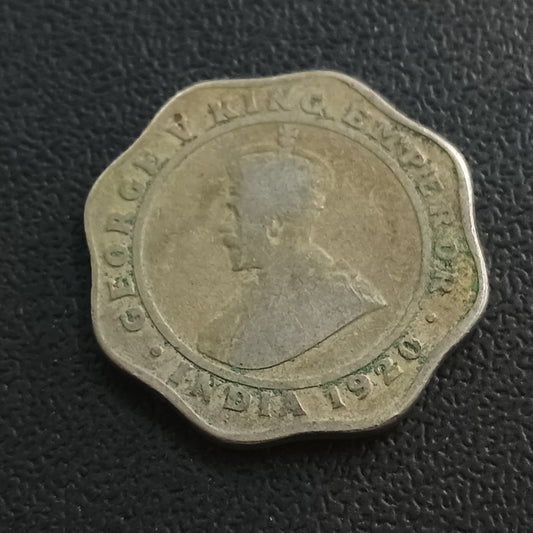 GEORGE V KING EMPEROR
INDIA 1920